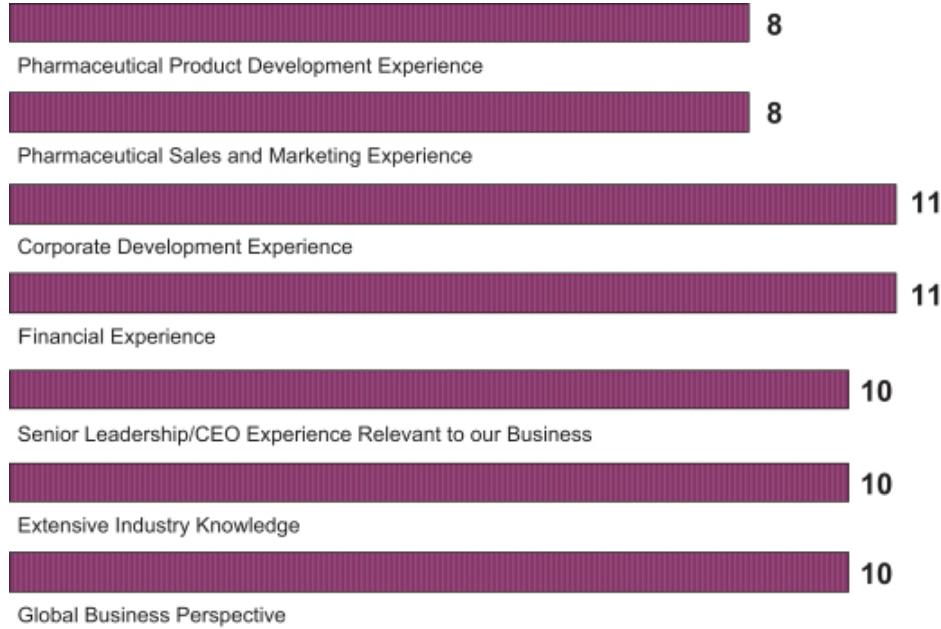 8
Pharmaceutical Product Development Experience
8
Pharmaceutical Sales and Marketing Experience
11
Corporate Development Experience
11
Financial Experience
10
Senior Leadership/CEO Experience Relevant to our Business
10
Extensive Industry Knowledge
10
Global Business Perspective